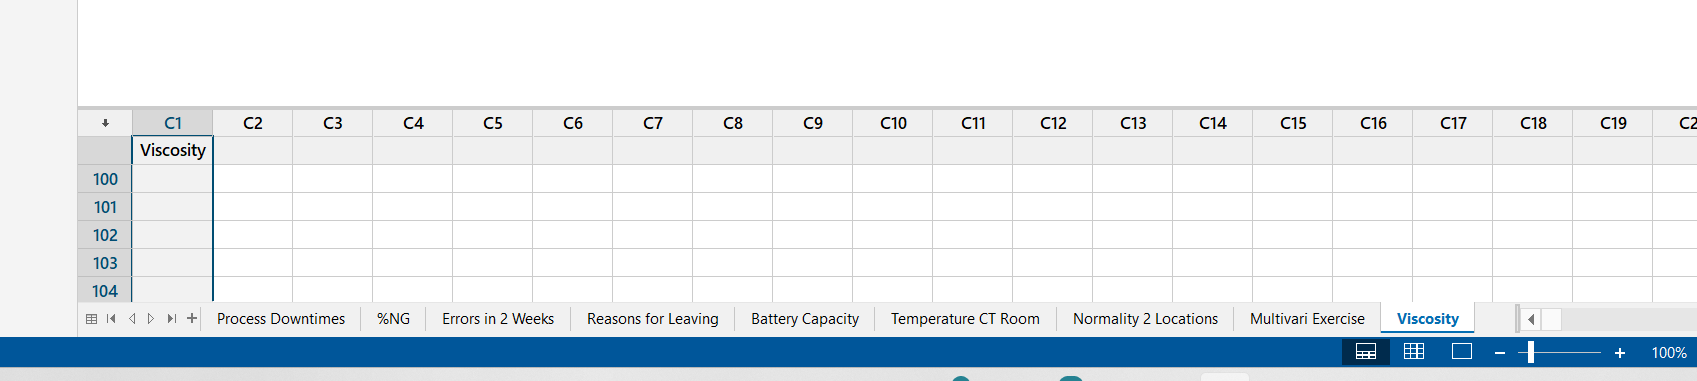 C1 C2 C3 C4 C5 C6 C7 C8 C9 C10 C11 C12 C13 C14 C15 C16 C17 C18 C19
Viscosity
100
101
102
103
104
Process Downtimes %NG Errors in 2 Weeks Reasons for Leaving Battery Capacity Temperature CT Room Normality 2 Locations Multivari Exercise Viscosity
100%